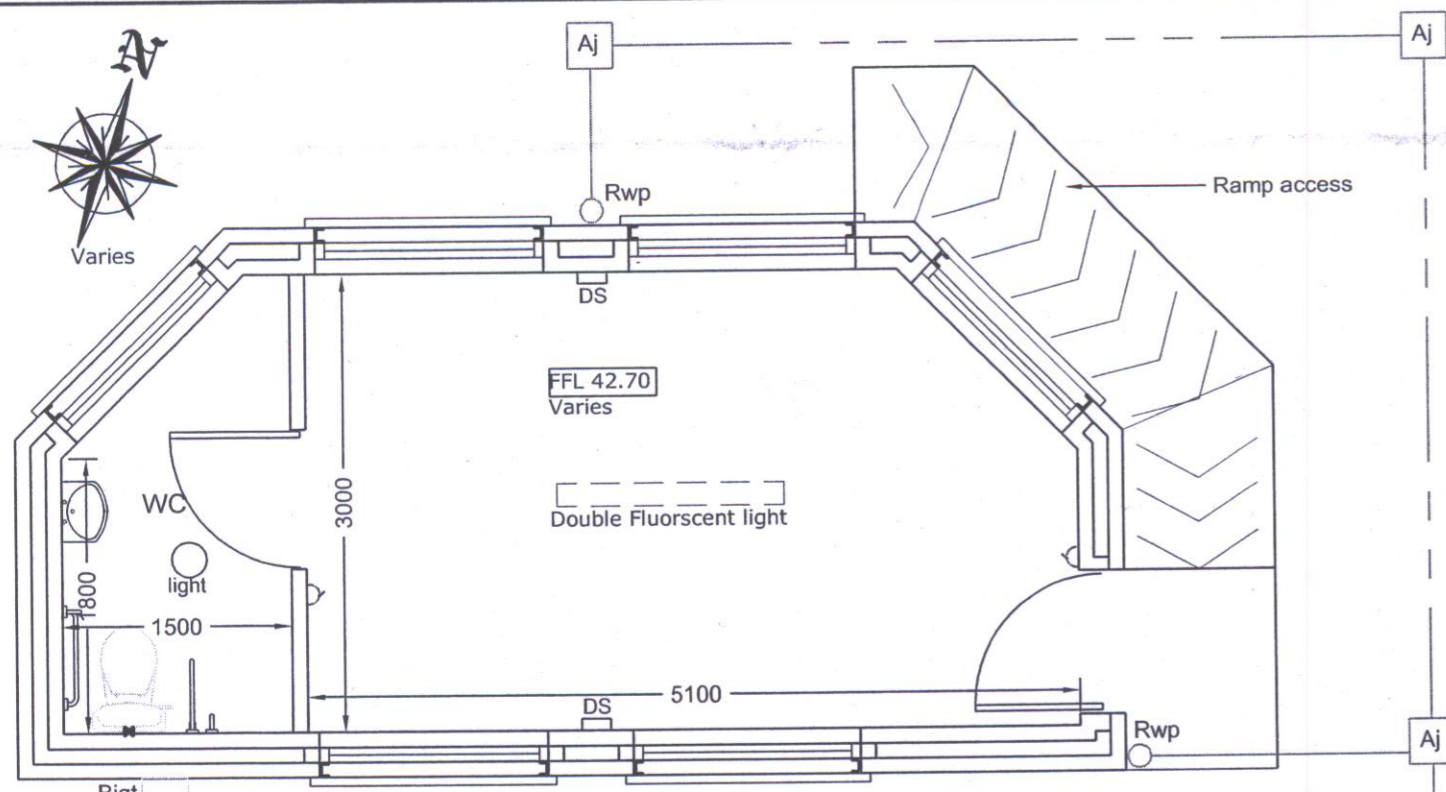 Aj
Aj
N
Rwp
Ramp access
Varies
DS
FFL 42.70
Varies
WC
3000
Double Fluorscent light
light
1800
1500
5100
DS
Rwp
Aj